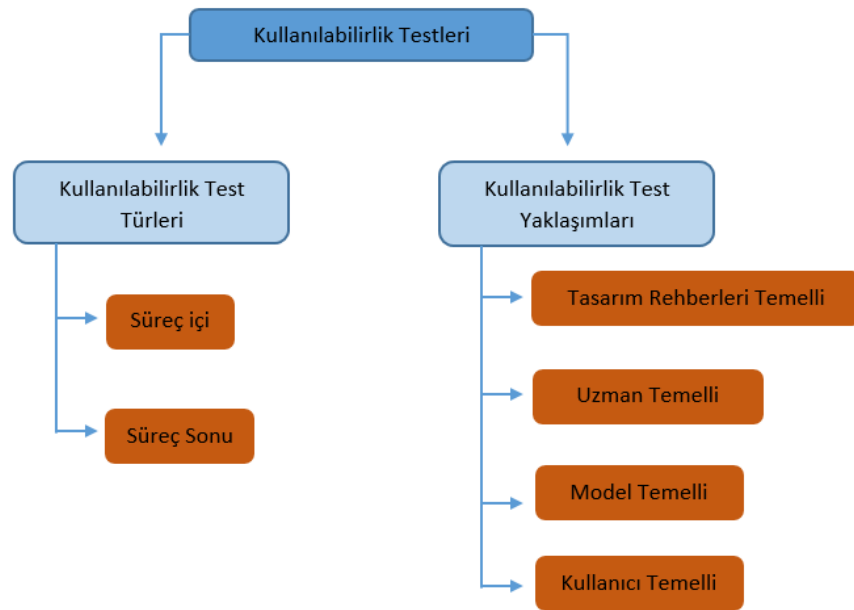 Kullanılabilirlik Testleri
Kullanılabilirlik Test
Türleri
Süreç içi
Süreç Sonu
Kullanılabilirlik Test
Yaklaşımları
Tasarım Rehberleri Temelli
Uzman Temelli
Model Temelli
Kullanıcı Temelli